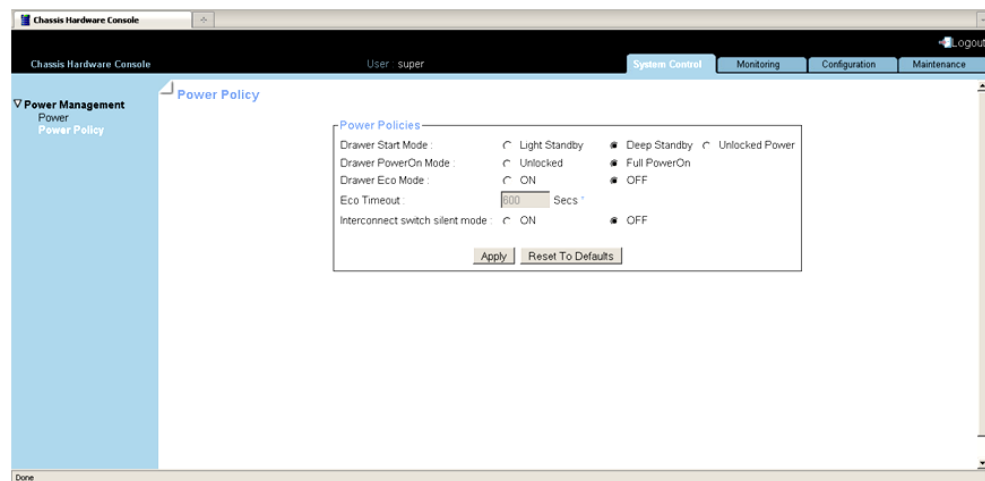 Chassis Hardware Console
Logout
Chassis Hardware Console User : super System Control Monitoring Configuration Maintenance
Power Management
Power
Power Policy
Power Policy
Power Policies
Drawer Start Mode : Light Standby Deep Standby Unlocked Power
Drawer PowerOn Mode : Unlocked Full PowerOn
Drawer Eco Mode : ON OFF
Eco Timeout : 600 Secs *
Interconnect switch silent mode : ON OFF
Apply Reset To Defaults
Done